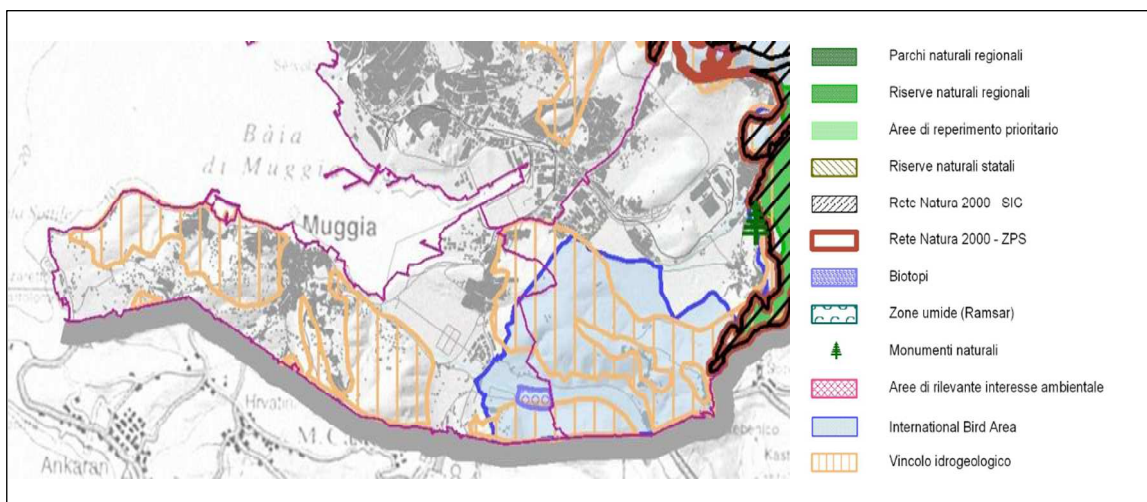 Bàia
di Muggi
Muggia
Hrvatini
M. Ca
Ankaran
Parchi naturali regionali
Riserve naturali regionali
Aree di reperimento prioritario
Riserve naturali statali
Rete Natura 2000 SIC
Rete Natura 2000 - ZPS
Biotopi
Zone umide (Ramsar)
Monumenti naturali
Aree di rilevante interesse ambientale
International Bird Area
Vincolo idrogeologico